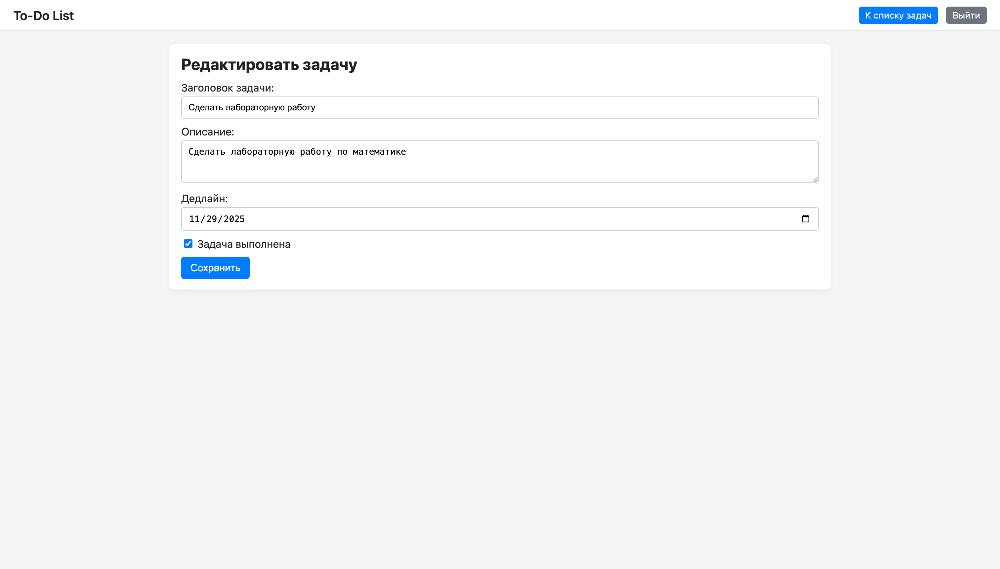 To-Do List
К списку задач
Выйти
Редактировать задачу
Заголовок задачи:
Сделать лабораторную работу
Описание:
Сделать лабораторную работу по математике
Дедлайн:
11/29/2025
Задача выполнена
Сохранить